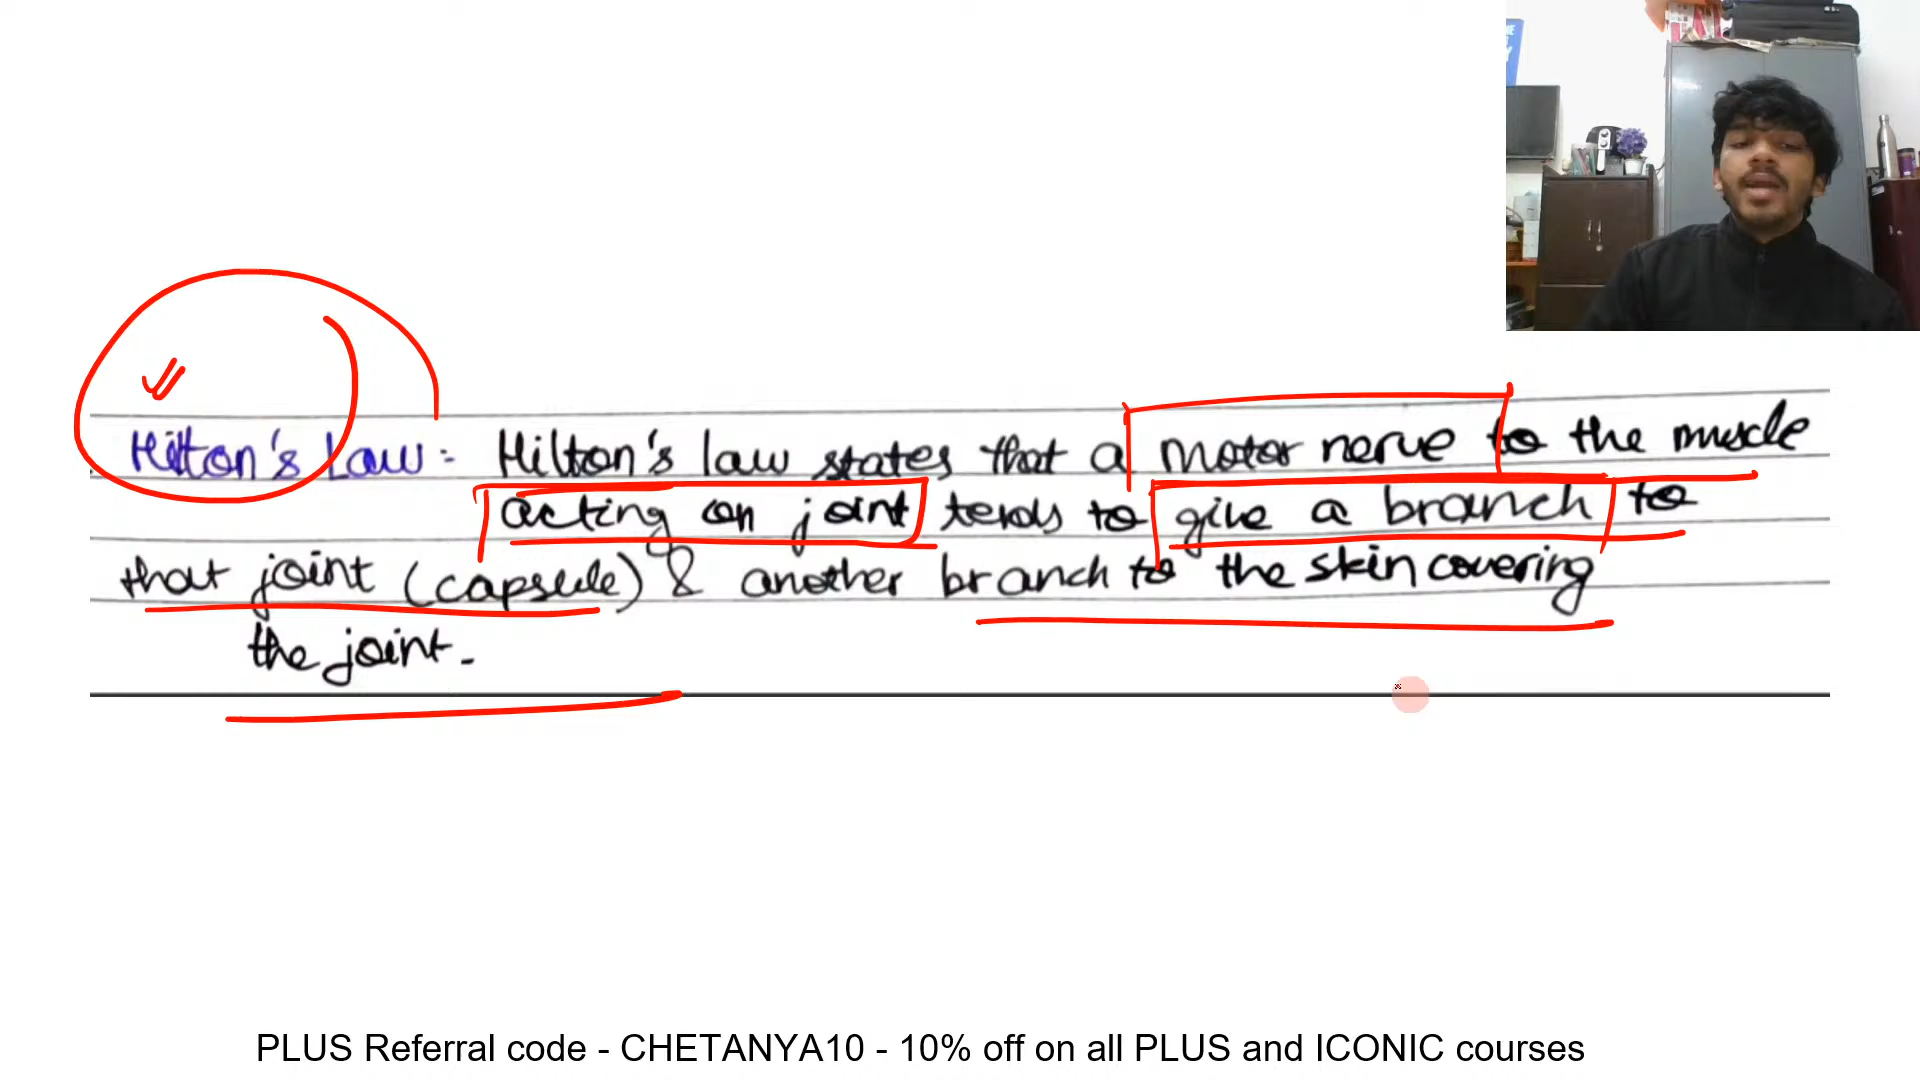 Hilton's Law:- Hilton's law states that a motor nerve to the muscle
acting on joint tends to give a branch to
that joint (capsule) & another branch to the skin covering
the joint.
PLUS Referral code - CHETANYA10 - 10% off on all PLUS and ICONIC courses